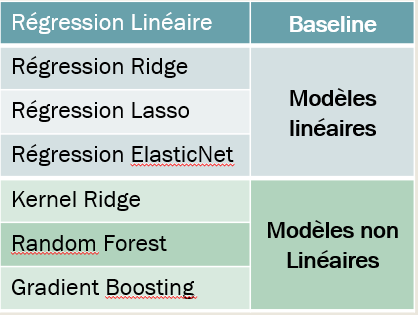 Régression Linéaire
Baseline
Régression Ridge
Régression Lasso
Régression ElasticNet
Modèles
linéaires
Kernel Ridge
Random Forest
Gradient Boosting
Modèles non
Linéaires